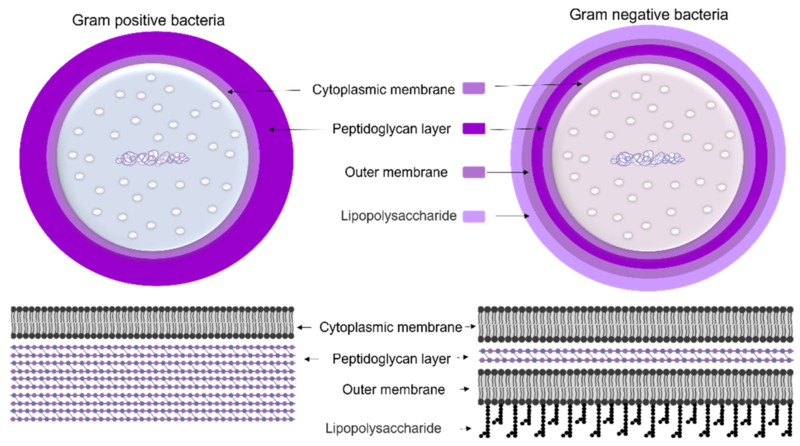 Gram positive bacteria
Gram negative bacteria
Cytoplasmic membrane
Peptidoglycan layer
Outer membrane
Lipopolysaccharide
Cytoplasmic membrane
Peptidoglycan layer
Outer membrane
Lipopolysaccharide